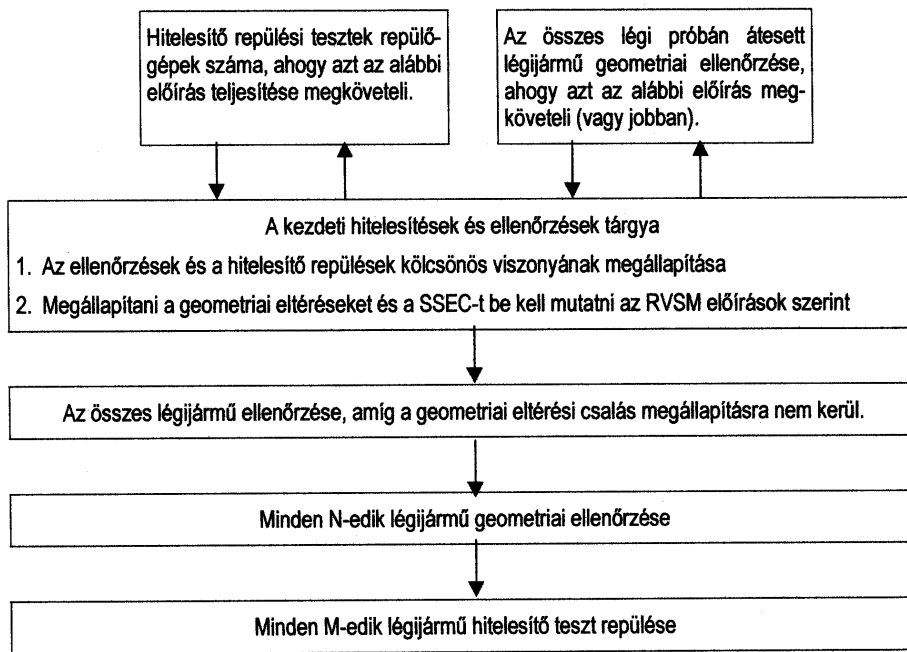 Hitelesítő repülési tesztek repülő-
gépek száma, ahogy azt az alábbi
előírás teljesítése megköveteli.
Az összes légi próbán átesett
légijármű geometriai ellenőrzése,
ahogy azt az alábbi előírás meg-
követeli (vagy jobban).
A kezdeti hitelesítések és ellenőrzések tárgya
1. Az ellenőrzések és a hitelesítő repülések kölcsönös viszonyának megállapítása
2. Megállapítani a geometriai eltéréseket és a SSEC-t be kell mutatni az RVSM előírások szerint
Az összes légijármű ellenőrzése, amíg a geometriai eltérési csalás megállapításra nem kerül.
Minden N-edik légijármű geometriai ellenőrzése
Minden M-edik légijármű hitelesítő teszt repülése